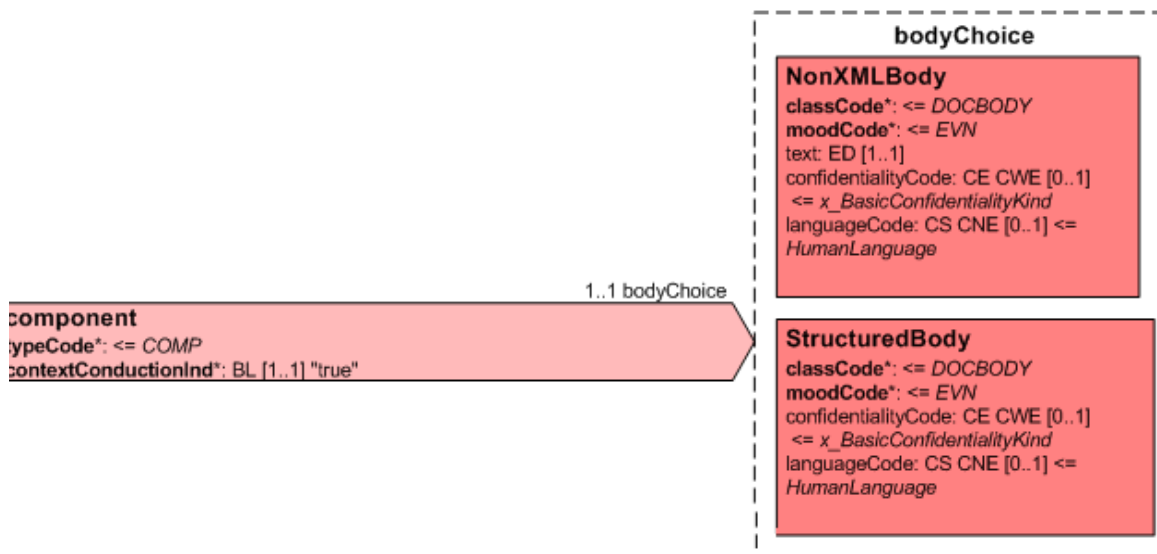 bodyChoice
NonXMLBody
classCode*: <= DOCBODY
moodCode*: <= EVN
text: ED [1..1]
confidentialityCode: CE CWE [0..1]
<= x_BasicConfidentialityKind
languageCode: CS CNE [0..1] <=
HumanLanguage
1..1 bodyChoice
component
typeCode*: <= COMP
contextConductionInd*: BL [1..1] "true"
StructuredBody
classCode*: <= DOCBODY
moodCode*: <= EVN
confidentialityCode: CE CWE [0..1]
<= x_BasicConfidentialityKind
languageCode: CS CNE [0..1] <=
HumanLanguage